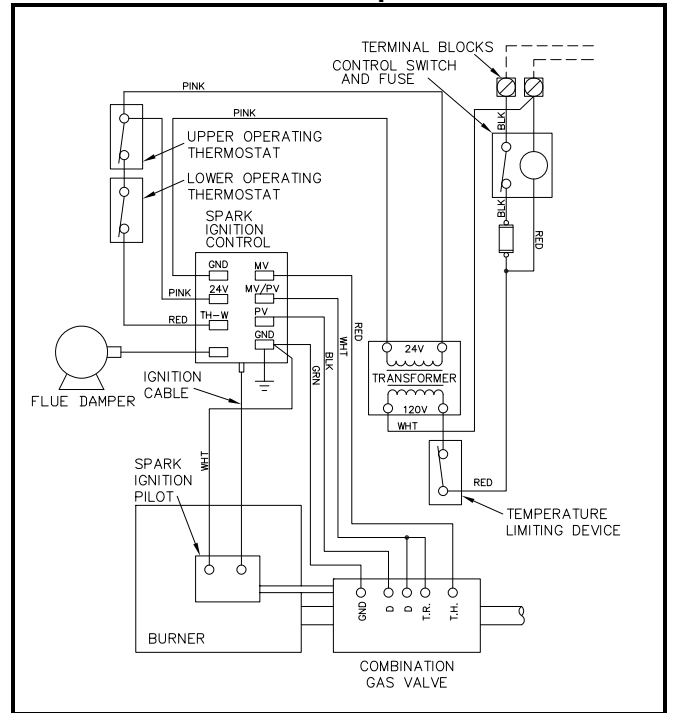 TERMINAL BLOCKS
CONTROL SWITCH
AND FUSE
PINK
PINK
BLK
UPPER OPERATING
THERMOSTAT
LOWER OPERATING
THERMOSTAT
BLK
RED
SPARK
IGNITION
CONTROL
GND
MV
24V
MV/PV
PINK
TH-W
PV
RED
GND
RED
WHT
BLK
GRN
24V
TRANSFORMER
120V
WHT
FLUE DAMPER
IGNITION
CABLE
WHT
SPARK
IGNITION
PILOT
RED
TEMPERATURE
LIMITING DEVICE
GND
D
D
T.R.
T.H.
BURNER
COMBINATION
GAS VALVE